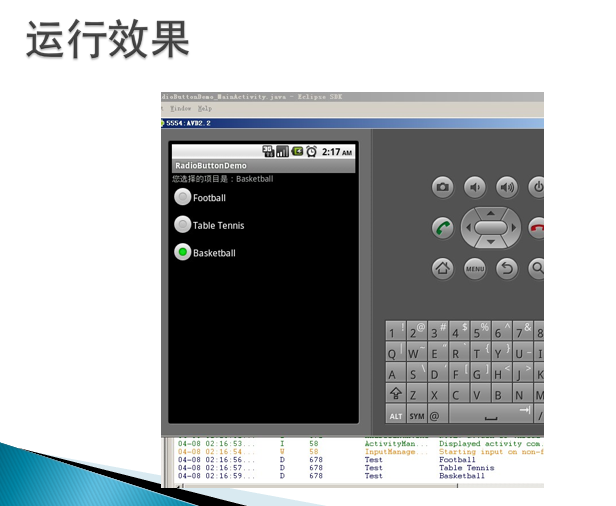 运行效果
dioButtonDemo_MainActivity.java - Eclipse SDK
Window Help
5554:AVD2.2
3G 2:17 AM
RadioButtonDemo
您选择的项目是：Basketball
Football
Table Tennis
Basketball
MENU
1 ! 2 @ 3 # 4 $ 5 % 6 ^ 7 & 8
Q W ~ E " R ` T { Y } U _ I
A S \ D ' F [ G ] H < J > K
Z X C V B N M
ALT SYM @ /
04-08 02:16:53... I 58 ActivityMan... Displayed activity com.
04-08 02:16:54... W 58 InputManage... Starting input on non-f
04-08 02:16:56... D 678 Test Football
04-08 02:16:57... D 678 Test Table Tennis
04-08 02:16:59... D 678 Test Basketball